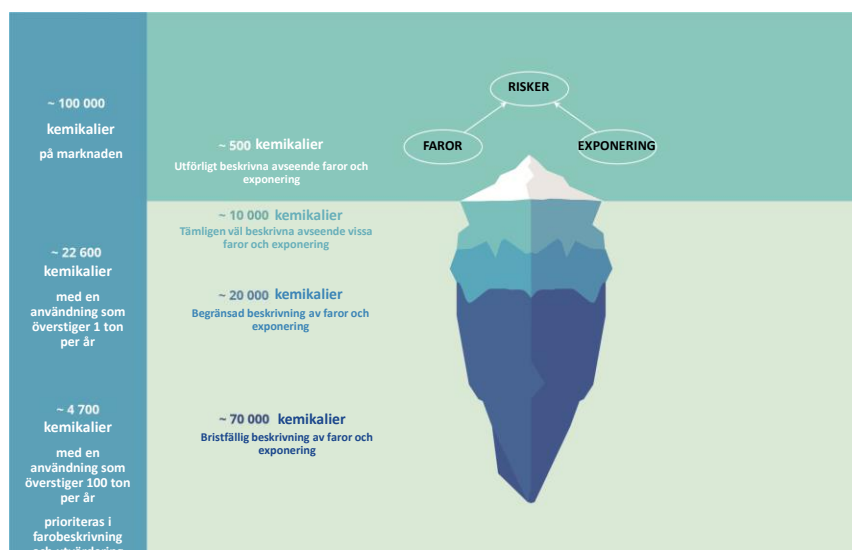 ~ 100 000
kemikalier
på marknaden
~ 22 600
kemikalier
med en
användning som
överstiger 1 ton
per år
~ 4 700
kemikalier
med en
användning som
överstiger 100 ton
per år
prioriteras i
farobeskrivning
och utvärdering
~ 500 kemikalier
Utförligt beskrivna avseende faror och
exponering
~ 10 000 kemikalier
Tämligen väl beskrivna avseende vissa
faror och exponering
~ 20 000 kemikalier
Begränsad beskrivning av faror och
exponering
~ 70 000 kemikalier
Bristfällig beskrivning av faror och
exponering
RISKER
FAROR
EXPONERING